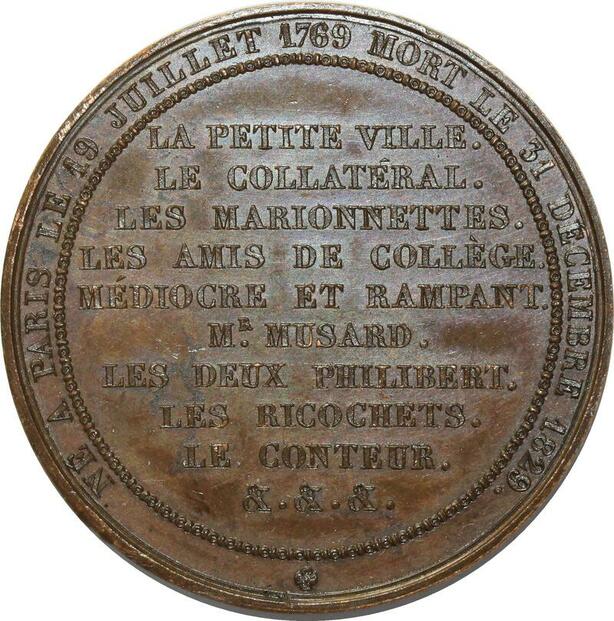 NÉ A PARIS LE 19 JUILLET 1769 MORT LE 31 DECEMBRE 1829.
LA PETITE VILLE.
LE COLLATÉRAL.
LES MARIONNETTES.
LES AMIS DE COLLÈGE.
MÉDIOCRE ET RAMPANT.
MR. MUSARD.
LES DEUX PHILIBERT.
LES RICOCHETS.
LE CONTEUR.
&.&.&.